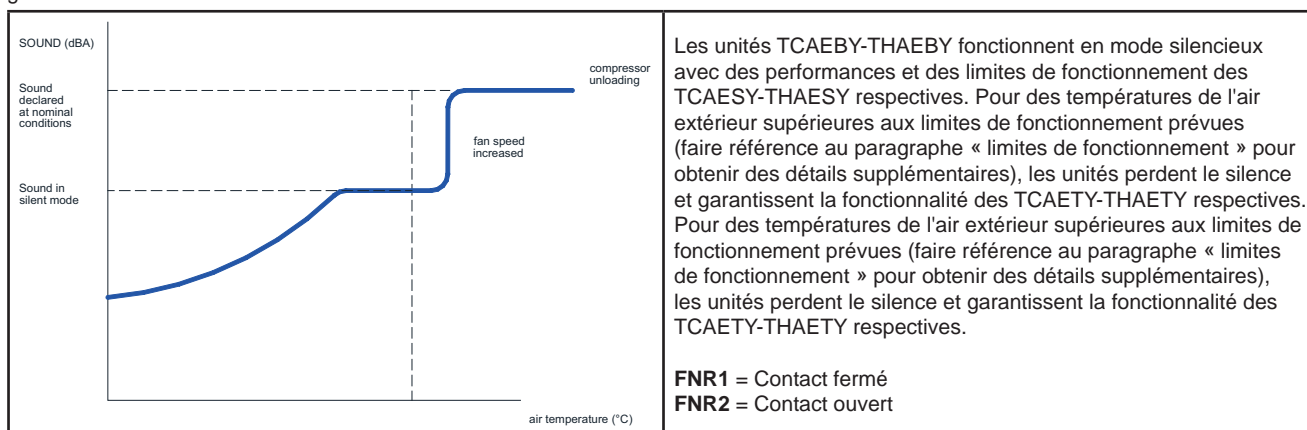 SOUND (dBA)
Sound
declared
at nominal
conditions
Sound in
silent mode
compressor
unloading
fan speed
increased
air temperature (°C)
Les unités TCAEBY-THAEBY fonctionnent en mode silencieux
avec des performances et des limites de fonctionnement des
TCAESY-THAESY respectives. Pour des températures de l'air
extérieur supérieures aux limites de fonctionnement prévues
(faire référence au paragraphe « limites de fonctionnement » pour
obtenir des détails supplémentaires), les unités perdent le silence
et garantissent la fonctionnalité des TCAETY-THAETY respectives.
Pour des températures de l'air extérieur supérieures aux limites de
fonctionnement prévues (faire référence au paragraphe « limites
de fonctionnement » pour obtenir des détails supplémentaires),
les unités perdent le silence et garantissent la fonctionnalité des
TCAETY-THAETY respectives.
FNR1 = Contact fermé
FNR2 = Contact ouvert